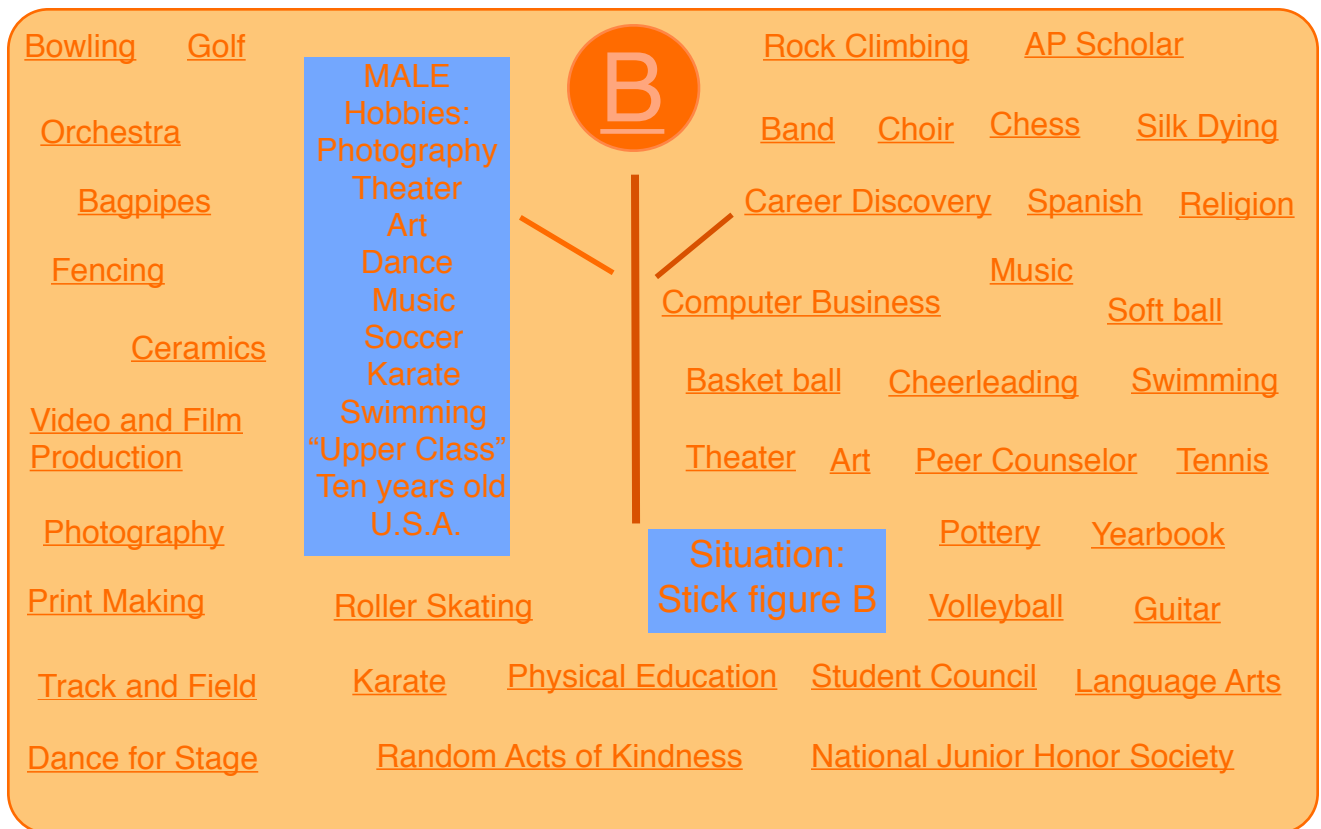 Bowling Golf
Orchestra
Bagpipes
Fencing
Ceramics
Video and Film
Production
Photography
Print Making
Track and Field
Dance for Stage
MALE
Hobbies:
Photography
Theater
Art
Dance
Music
Soccer
Karate
Swimming
“Upper Class”
Ten years old
U.S.A.
B
Rock Climbing AP Scholar
Band Choir Chess Silk Dying
Career Discovery Spanish Religion
Music
Computer Business Soft ball
Basket ball Cheerleading Swimming
Theater Art Peer Counselor Tennis
Situation:
Stick figure B
Pottery Yearbook
Volleyball Guitar
Roller Skating
Karate Physical Education Student Council Language Arts
Random Acts of Kindness National Junior Honor Society